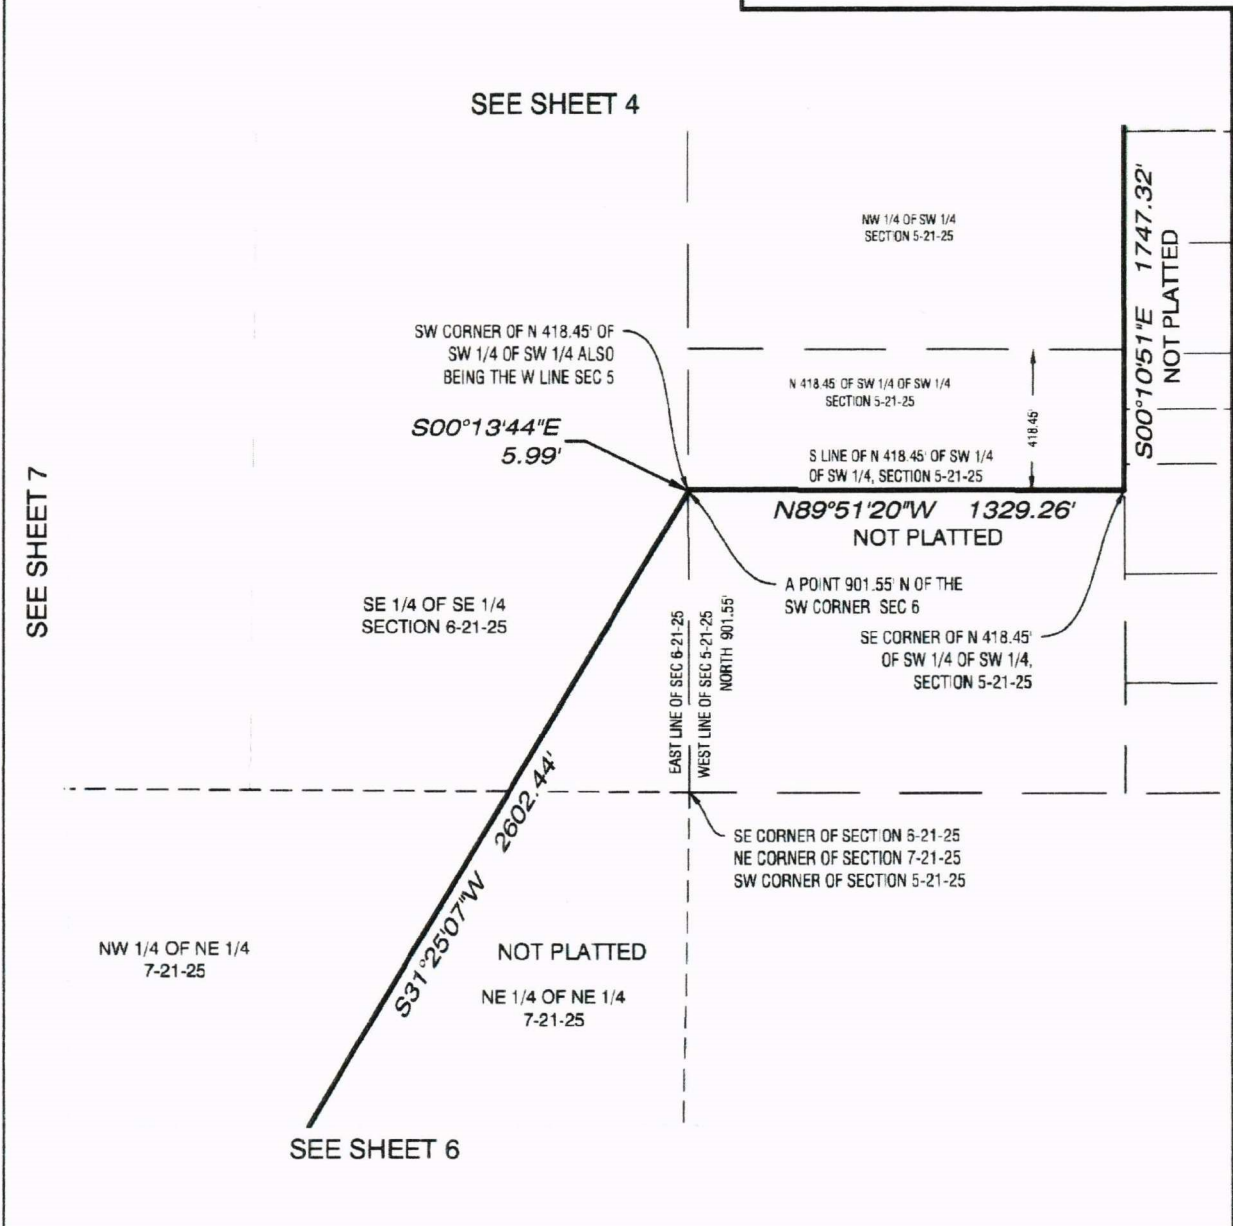 SEE SHEET 4
NW 1/4 OF SW 1/4
SECTION 5-21-25
S00°10'51"E 1747.32'
NOT PLATTED
SW CORNER OF N 418.45' OF
SW 1/4 OF SW 1/4 ALSO
BEING THE W LINE SEC 5
N 418.45' OF SW 1/4 OF SW 1/4
SECTION 5-21-25
418.45'
S00°13'44"E
5.99'
S LINE OF N 418.45' OF SW 1/4
OF SW 1/4, SECTION 5-21-25
N89°51'20"W 1329.26'
NOT PLATTED
SEE SHEET 7
A POINT 901.55' N OF THE
SW CORNER SEC 6
SE 1/4 OF SE 1/4
SECTION 6-21-25
SE CORNER OF N 418.45'
OF SW 1/4 OF SW 1/4,
SECTION 5-21-25
EAST LINE OF SEC 6-21-25
WEST LINE OF SEC 5-21-25
NORTH 901.55'
S31°25'07"W 2602.44'
SE CORNER OF SECTION 6-21-25
NE CORNER OF SECTION 7-21-25
SW CORNER OF SECTION 5-21-25
NW 1/4 OF NE 1/4
7-21-25
NOT PLATTED
NE 1/4 OF NE 1/4
7-21-25
SEE SHEET 6